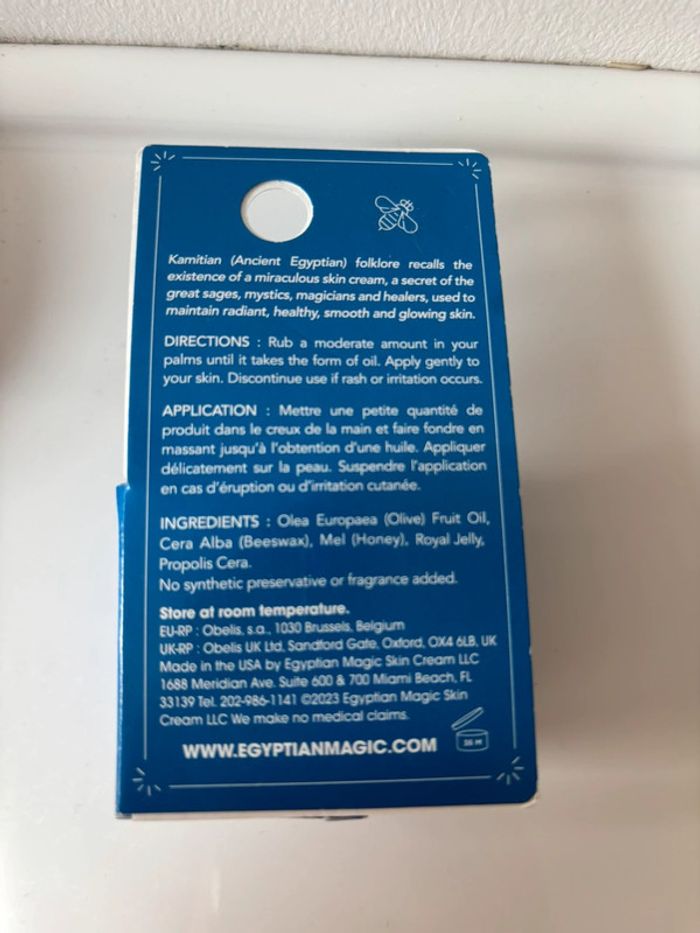 Kamitian (Ancient Egyptian) folklore recalls the
existence of a miraculous skin cream, a secret of the
great sages, mystics, magicians and healers, used to
maintain radiant, healthy, smooth and glowing skin.
DIRECTIONS : Rub a moderate amount in your
palms until it takes the form of oil. Apply gently to
your skin. Discontinue use if rash or irritation occurs.
APPLICATION : Mettre une petite quantité de
produit dans le creux de la main et faire fondre en
massant jusqu'à l'obtention d'une huile. Appliquer
délicatement sur la peau. Suspendre l'application
en cas d'éruption ou d'irritation cutanée.
INGREDIENTS : Olea Europaea (Olive) Fruit Oil,
Cera Alba (Beeswax), Mel (Honey), Royal Jelly,
Propolis Cera.
No synthetic preservative or fragrance added.
Store at room temperature.
EU-RP : Obelis, s.a., 1030 Brussels, Belgium
UK-RP : Obelis UK Ltd, Sandford Gate, Oxford, OX4 6LB, UK
Made in the USA by Egyptian Magic Skin Cream LLC
1688 Meridian Ave. Suite 600 & 700 Miami Beach, FL
33139 Tel. 202-986-1141 ©2023 Egyptian Magic Skin
Cream LLC We make no medical claims.
WWW.EGYPTIANMAGIC.COM